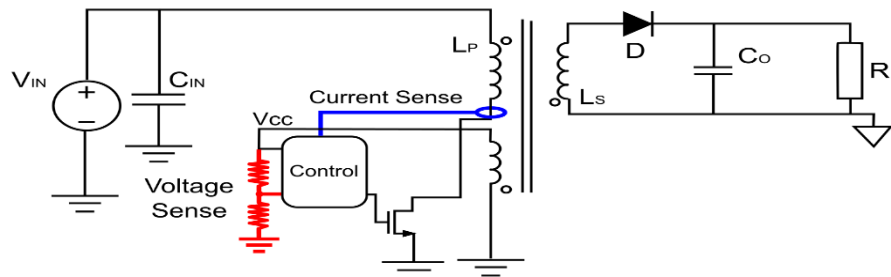 LP
D
CO
R
VIN
+
−
CIN
LS
Current Sense
Vcc
Control
Voltage
Sense